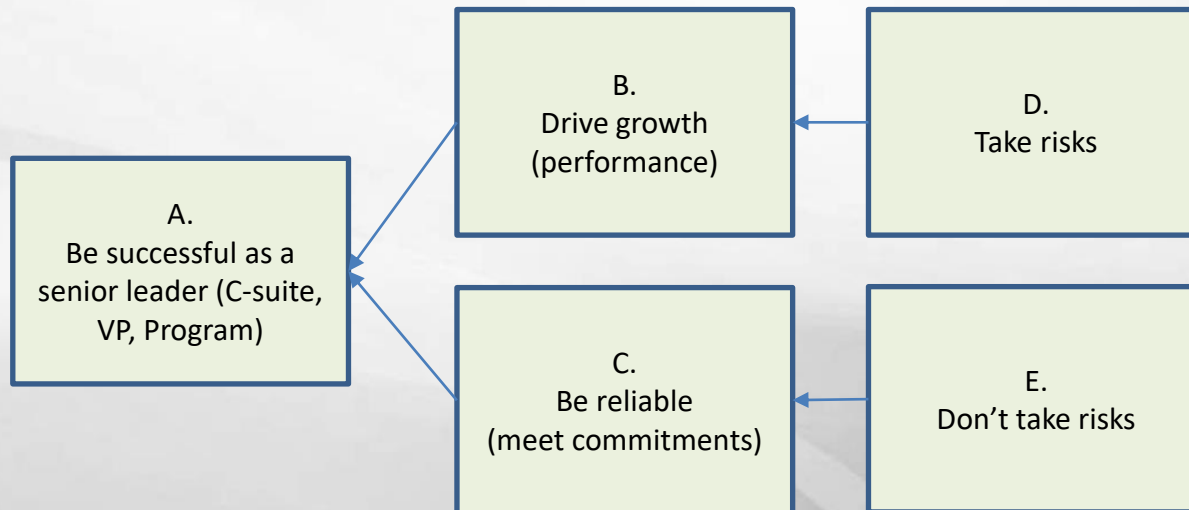 A.
Be successful as a
senior leader (C-suite,
VP, Program)
B.
Drive growth
(performance)
C.
Be reliable
(meet commitments)
D.
Take risks
E.
Don’t take risks